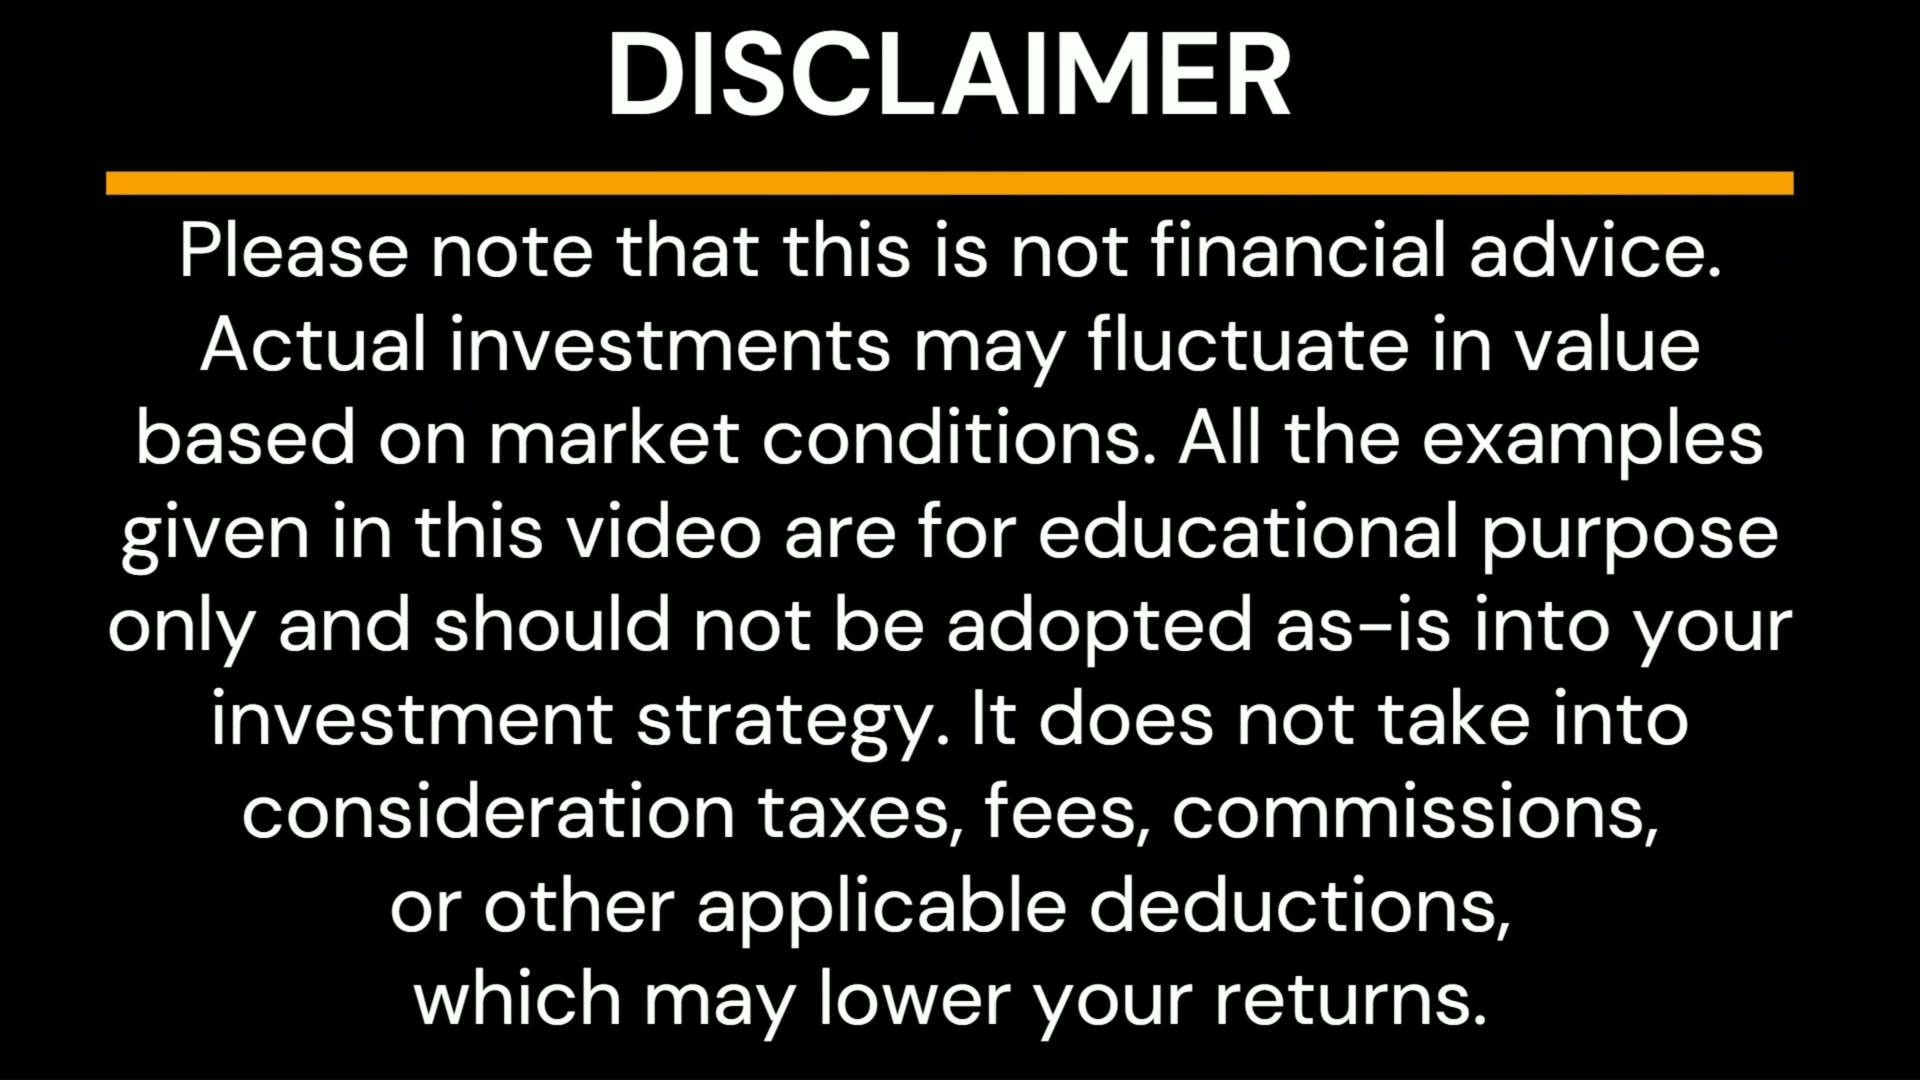 DISCLAIMER
Please note that this is not financial advice.
Actual investments may fluctuate in value
based on market conditions. All the examples
given in this video are for educational purpose
only and should not be adopted as-is into your
investment strategy. It does not take into
consideration taxes, fees, commissions,
or other applicable deductions,
which may lower your returns.